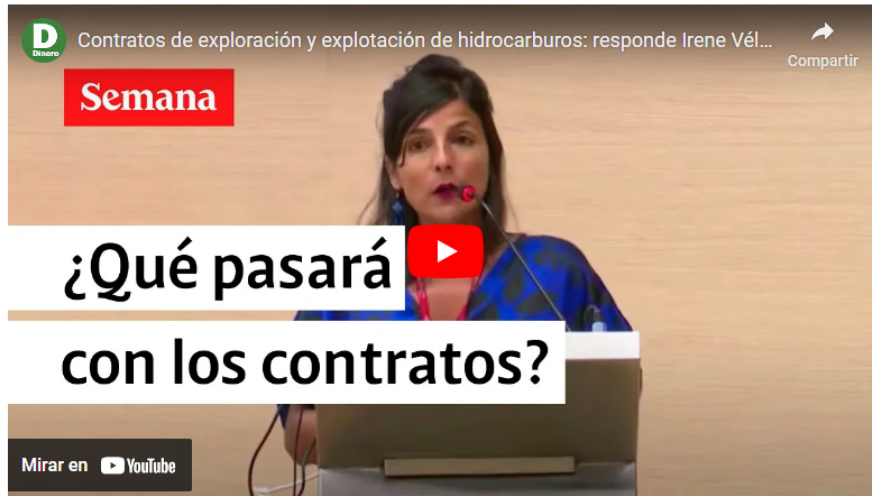 D
Dinero
Contratos de exploración y explotación de hidrocarburos: responde Irene Vél...
Compartir
Semana
¿Qué pasará
con los contratos?
Mirar en YouTube